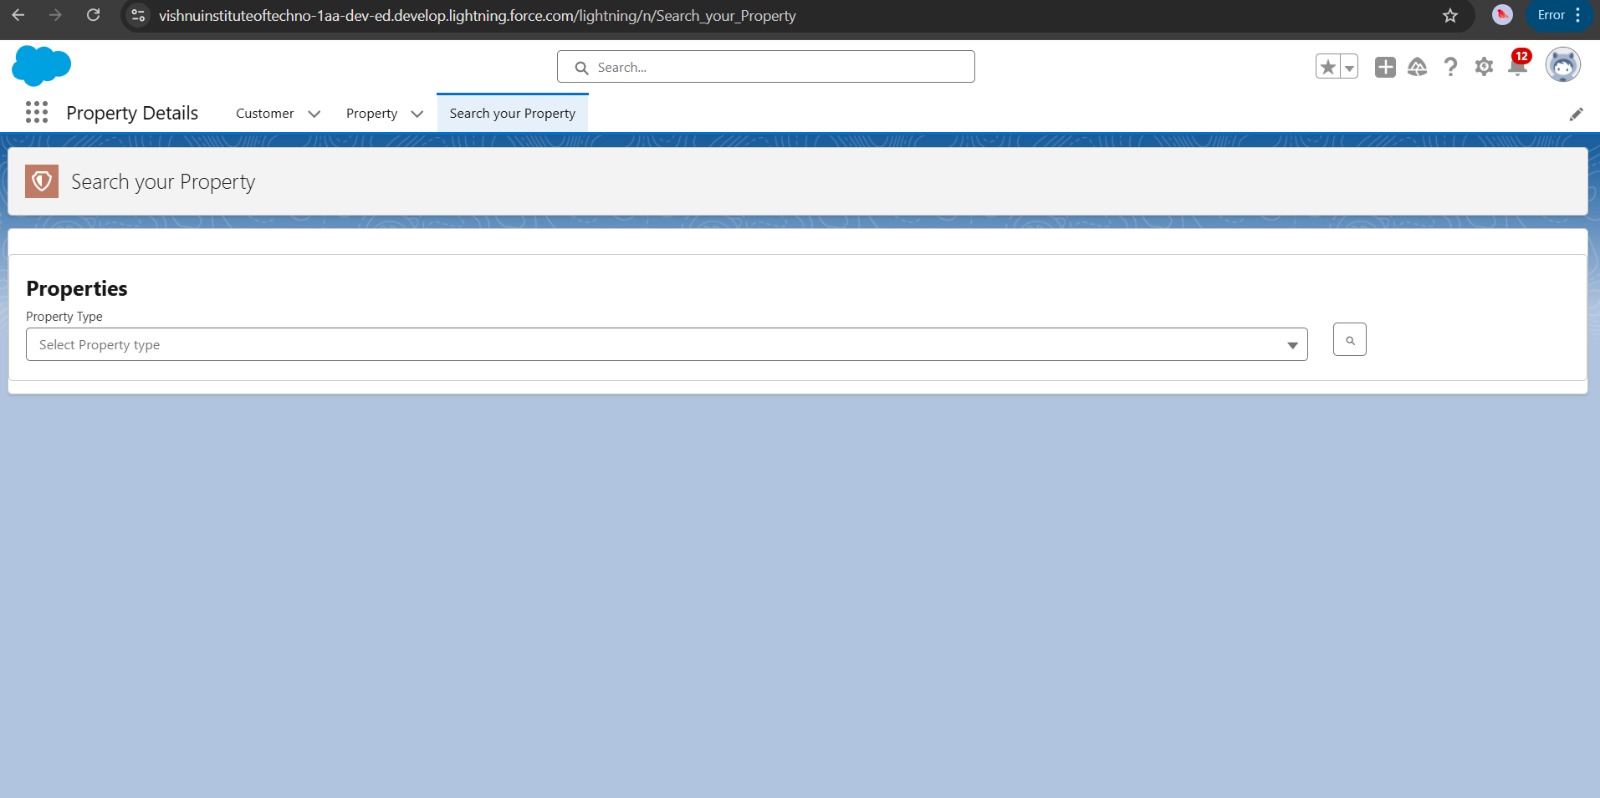 vishnuinstituteoftechno-1aa-dev-ed.develop.lightning.force.com/lightning/n/Search_your_Property
Error
Search...
12
Property Details
Customer
Property
Search your Property
Search your Property
Properties
Property Type
Select Property type